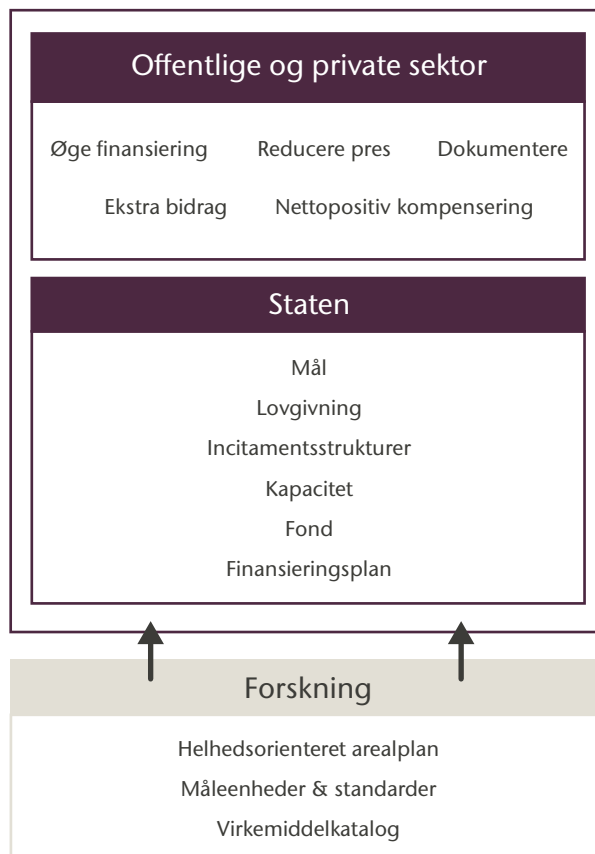 Offentlige og private sektor
Øge finansiering Reducere pres Dokumentere
Ekstra bidrag Nettopositiv kompensering
Staten
Mål
Lovgivning
Incitamentsstrukturer
Kapacitet
Fond
Finansieringsplan
Forskning
Helhedsorienteret arealplan
Måleenheder & standarder
Virkemiddelkatalog